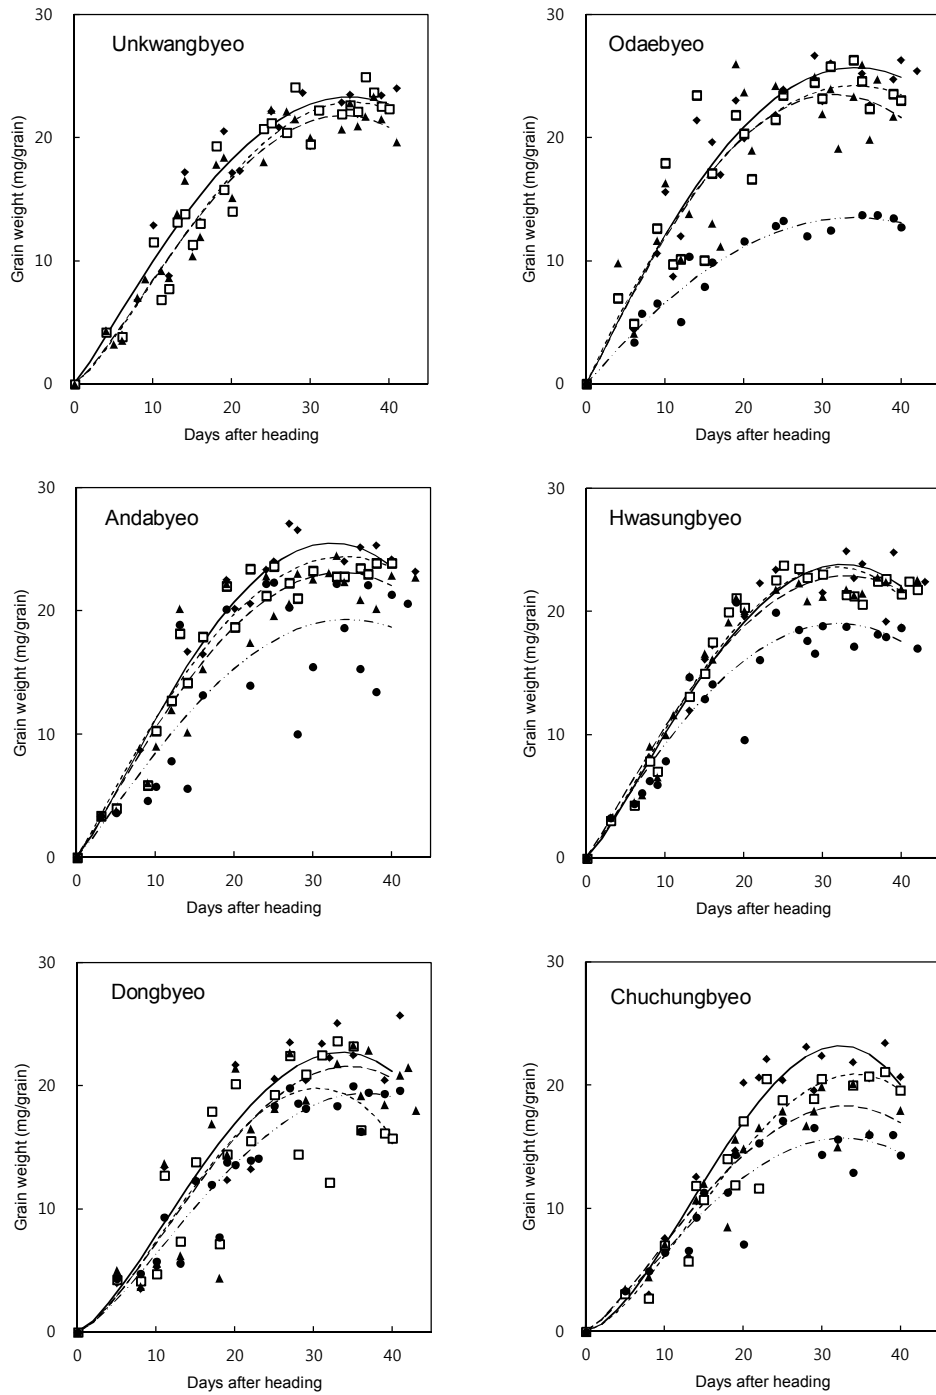 Unkwangbyeo
Grain weight (mg/grain)
30
20
10
0
0 10 20 30 40
Days after heading
Odaebyeo
Grain weight (mg/grain)
30
20
10
0
0 10 20 30 40
Days after heading
Andabyeo
Grain weight (mg/grain)
30
20
10
0
0 10 20 30 40
Days after heading
Hwasungbyeo
Grain weight (mg/grain)
30
20
10
0
0 10 20 30 40
Days after heading
Dongbyeo
Grain weight (mg/grain)
30
20
10
0
0 10 20 30 40
Days after heading
Chuchungbyeo
Grain weight (mg/grain)
30
20
10
0
0 10 20 30 40
Days after heading